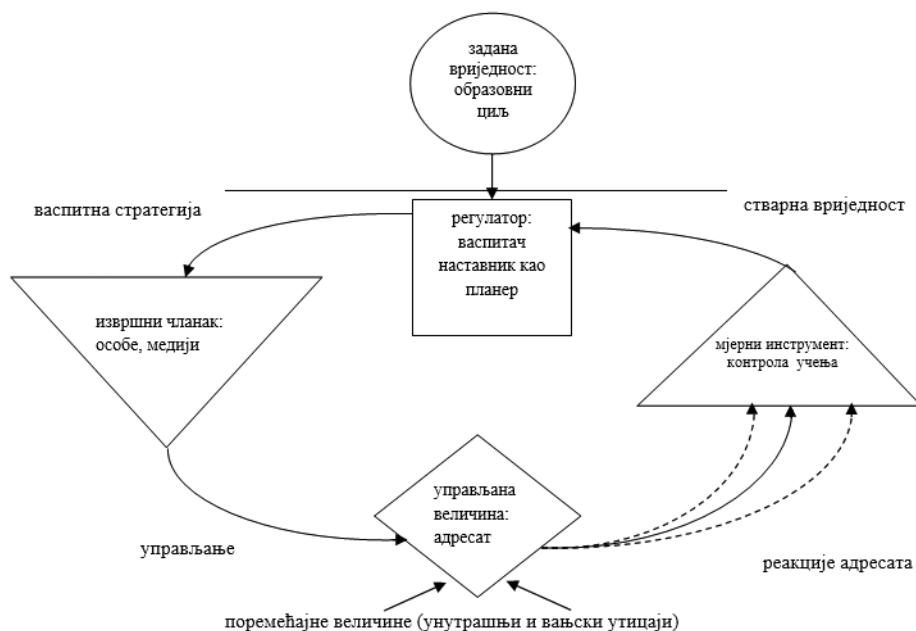 задана
вриједност:
образовни
циљ
васпитна стратегија
стварна вриједност
регулатор:
васпитач
наставник као
планер
извршни чланак:
особе, медији
мјерни инструмент:
контрола учења
управљана
величина:
адресат
управљање
реакције адресата
поремећајне величине (унутрашњи и вањски утицаји)